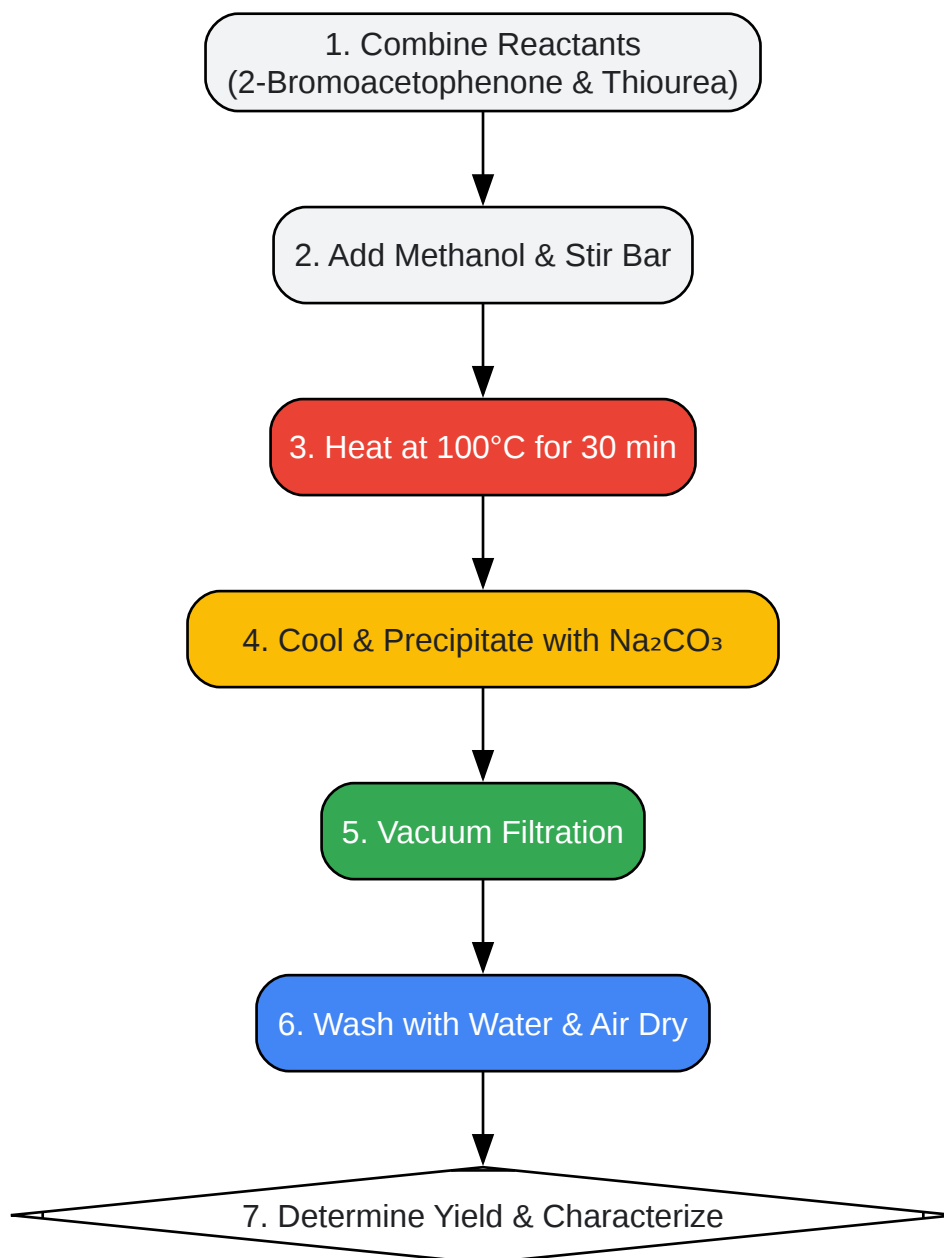 1. Combine Reactants
(2-Bromoacetophenone & Thiourea)
2. Add Methanol & Stir Bar
3. Heat at 100°C for 30 min
4. Cool & Precipitate with Na₂CO₃
5. Vacuum Filtration
6. Wash with Water & Air Dry
7. Determine Yield & Characterize